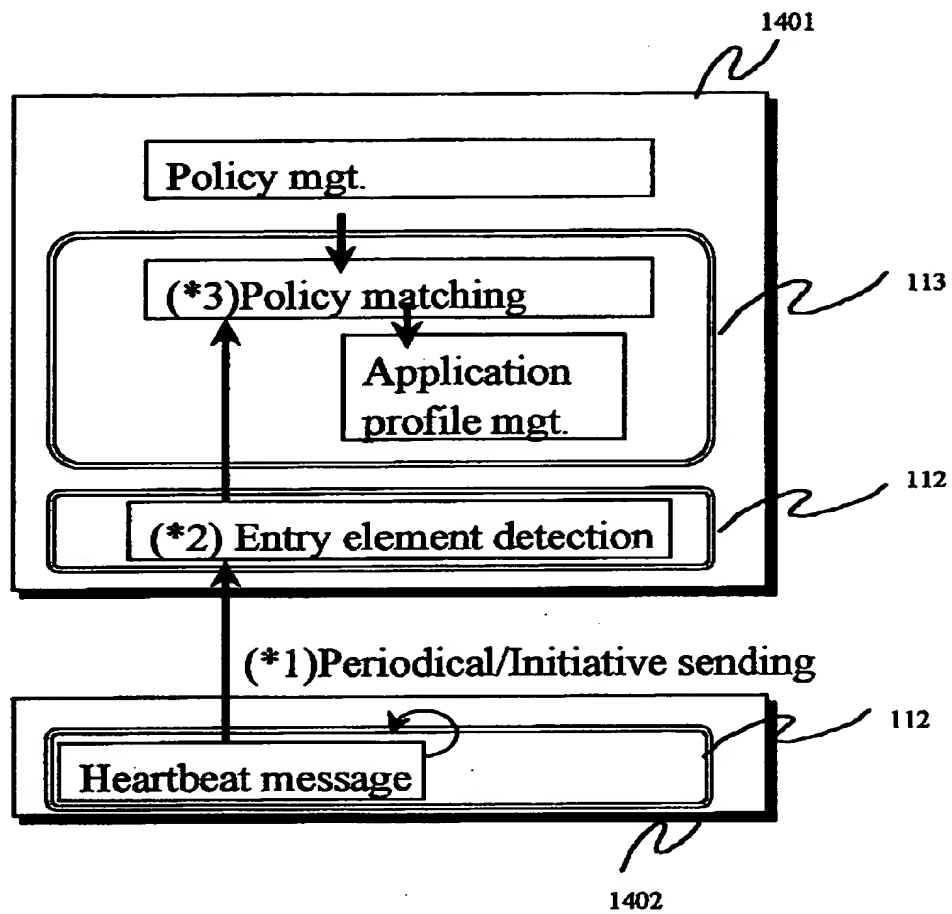 1401
Policy mgt.
(*3)Policy matching
113
Application
profile mgt.
112
(*2) Entry element detection
(*1)Periodical/Initiative sending
112
Heartbeat message
1402